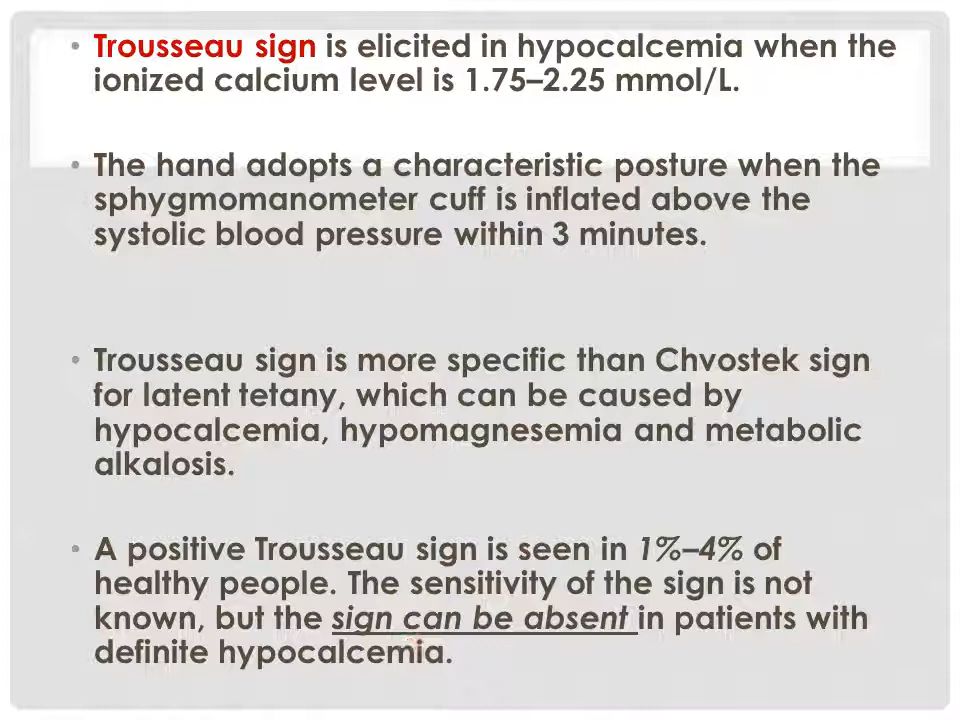 • Trousseau sign is elicited in hypocalcemia when the
ionized calcium level is 1.75–2.25 mmol/L.
• The hand adopts a characteristic posture when the
sphygmomanometer cuff is inflated above the
systolic blood pressure within 3 minutes.
• Trousseau sign is more specific than Chvostek sign
for latent tetany, which can be caused by
hypocalcemia, hypomagnesemia and metabolic
alkalosis.
• A positive Trousseau sign is seen in 1%–4% of
healthy people. The sensitivity of the sign is not
known, but the sign can be absent in patients with
definite hypocalcemia.